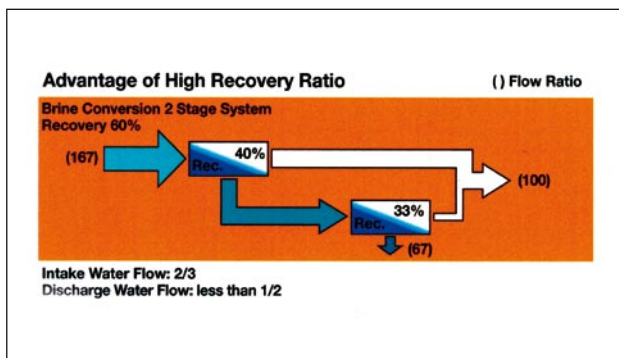 Advantage of High Recovery Ratio
( ) Flow Ratio
Brine Conversion 2 Stage System
Recovery 60%
(167)
40%
Rec.
(100)
33%
Rec.
(67)
Intake Water Flow: 2/3
Discharge Water Flow: less than 1/2